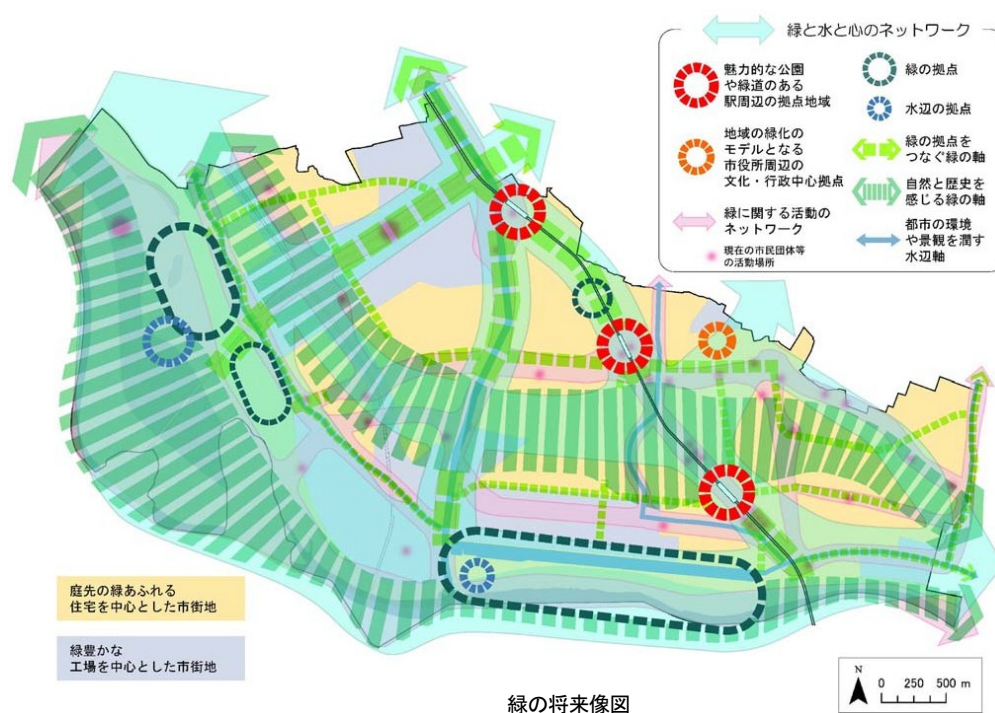 緑と水と心のネットワーク
魅力的な公園
や緑道のある
駅周辺の拠点地域
緑の拠点
水辺の拠点
地域の緑化の
モデルとなる
市役所周辺の
文化・行政中心拠点
緑の拠点を
つなぐ緑の軸
自然と歴史を
感じる緑の軸
緑に関する活動の
ネットワーク
現在の市民団体等
の活動場所
都市の環境
や景観を潤す
水辺軸
庭先の緑あふれる
住宅を中心とした市街地
緑豊かな
工場を中心とした市街地
N
0 250 500 m
緑の将来像図